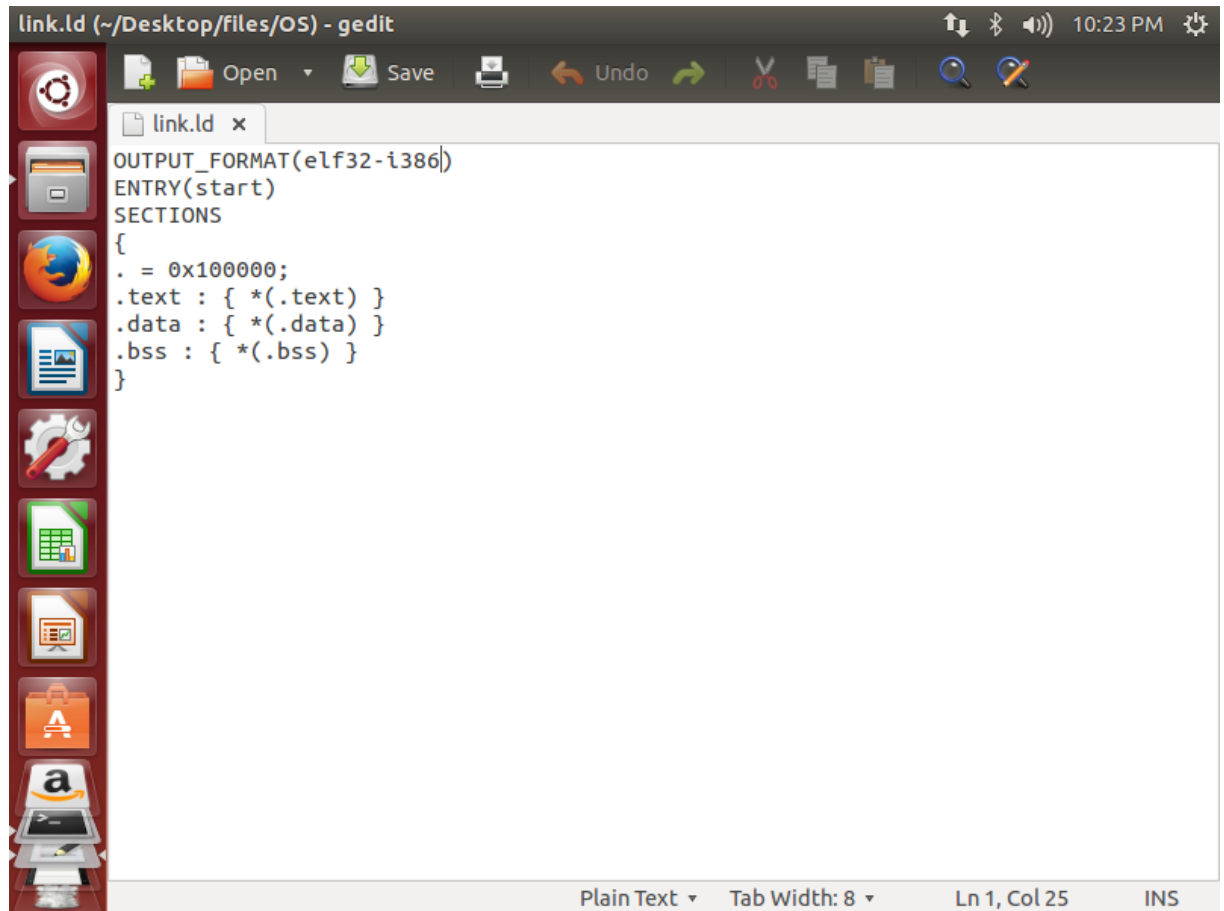 link.ld (~/Desktop/files/OS) - gedit 10:23 PM
Open Save Undo
link.ld x
OUTPUT_FORMAT(elf32-i386)
ENTRY(start)
SECTIONS
{
. = 0x100000;
.text : { *(.text) }
.data : { *(.data) }
.bss : { *(.bss) }
}
Plain Text Tab Width: 8 Ln 1, Col 25 INS